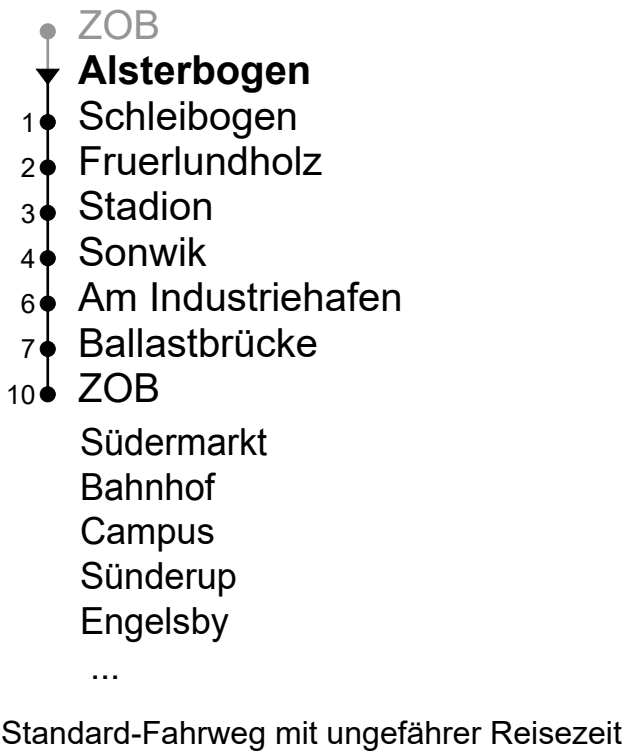 ZOB
Alsterbogen
1 Schleibogen
2 Fruerlundholz
3 Stadion
4 Sonwik
6 Am Industriehafen
7 Ballastbrücke
10 ZOB
Südermarkt
Bahnhof
Campus
Sünderup
Engelsby
...
Standard-Fahrweg mit ungefährer Reisezeit